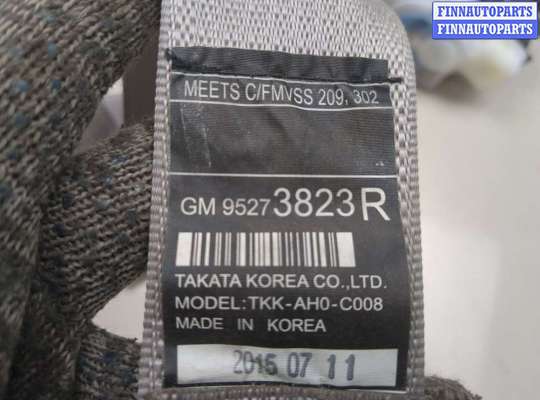 FINNAUTOPARTS
FINNAUTOPARTS
MEETS C/FMVSS 209, 302
GM 95273823 R
TAKATA KOREA CO.,LTD.
MODEL:TKK-AH0-C008
MADE IN KOREA
2015 07 11